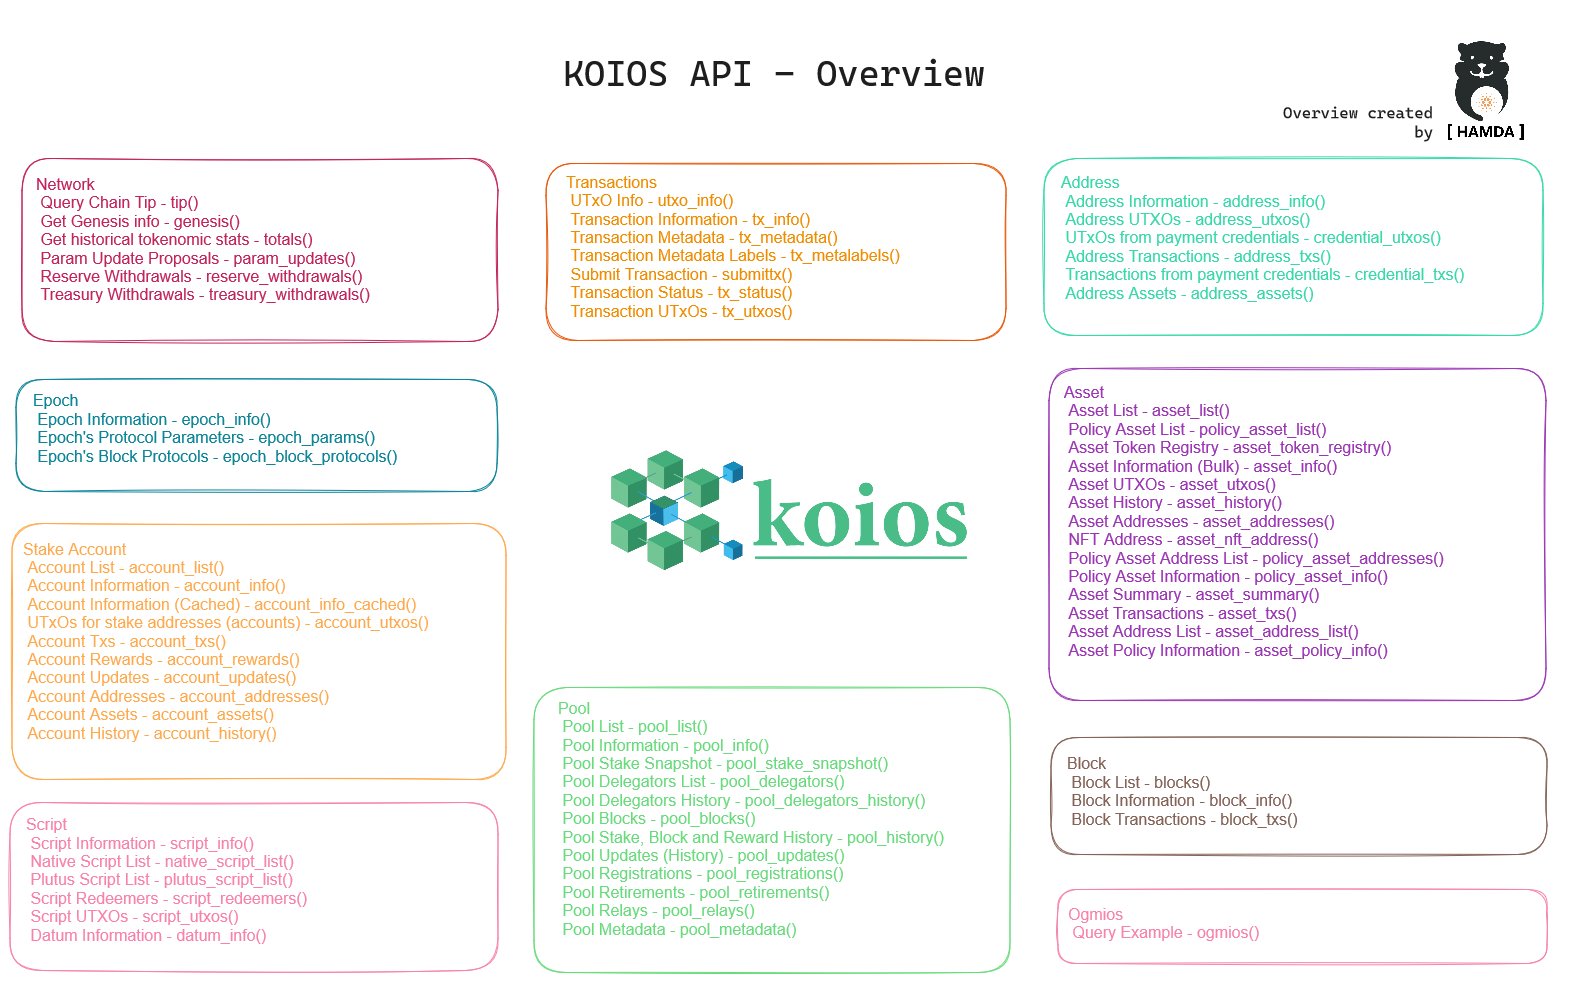 KOIOS API - Overview
Overview created
by
[ HAMDA ]
Network
Query Chain Tip - tip()
Get Genesis info - genesis()
Get historical tokenomic stats - totals()
Param Update Proposals - param_updates()
Reserve Withdrawals - reserve_withdrawals()
Treasury Withdrawals - treasury_withdrawals()
Transactions
UTxO Info - utxo_info()
Transaction Information - tx_info()
Transaction Metadata - tx_metadata()
Transaction Metadata Labels - tx_metalabels()
Submit Transaction - submittx()
Transaction Status - tx_status()
Transaction UTxOs - tx_utxos()
Address
Address Information - address_info()
Address UTXOs - address_utxos()
UTxOs from payment credentials - credential_utxos()
Address Transactions - address_txs()
Transactions from payment credentials - credential_txs()
Address Assets - address_assets()
Epoch
Epoch Information - epoch_info()
Epoch's Protocol Parameters - epoch_params()
Epoch's Block Protocols - epoch_block_protocols()
Stake Account
Account List - account_list()
Account Information - account_info()
Account Information (Cached) - account_info_cached()
UTxOs for stake addresses (accounts) - account_utxos()
Account Txs - account_txs()
Account Rewards - account_rewards()
Account Updates - account_updates()
Account Addresses - account_addresses()
Account Assets - account_assets()
Account History - account_history()
Script
Script Information - script_info()
Native Script List - native_script_list()
Plutus Script List - plutus_script_list()
Script Redeemers - script_redeemers()
Script UTXOs - script_utxos()
Datum Information - datum_info()
koios
Pool
Pool List - pool_list()
Pool Information - pool_info()
Pool Stake Snapshot - pool_stake_snapshot()
Pool Delegators List - pool_delegators()
Pool Delegators History - pool_delegators_history()
Pool Blocks - pool_blocks()
Pool Stake, Block and Reward History - pool_history()
Pool Updates (History) - pool_updates()
Pool Registrations - pool_registrations()
Pool Retirements - pool_retirements()
Pool Relays - pool_relays()
Pool Metadata - pool_metadata()
Asset
Asset List - asset_list()
Policy Asset List - policy_asset_list()
Asset Token Registry - asset_token_registry()
Asset Information (Bulk) - asset_info()
Asset UTXOs - asset_utxos()
Asset History - asset_history()
Asset Addresses - asset_addresses()
NFT Address - asset_nft_address()
Policy Asset Address List - policy_asset_addresses()
Policy Asset Information - policy_asset_info()
Asset Summary - asset_summary()
Asset Transactions - asset_txs()
Asset Address List - asset_address_list()
Asset Policy Information - asset_policy_info()
Block
Block List - blocks()
Block Information - block_info()
Block Transactions - block_txs()
Ogmios
Query Example - ogmios()